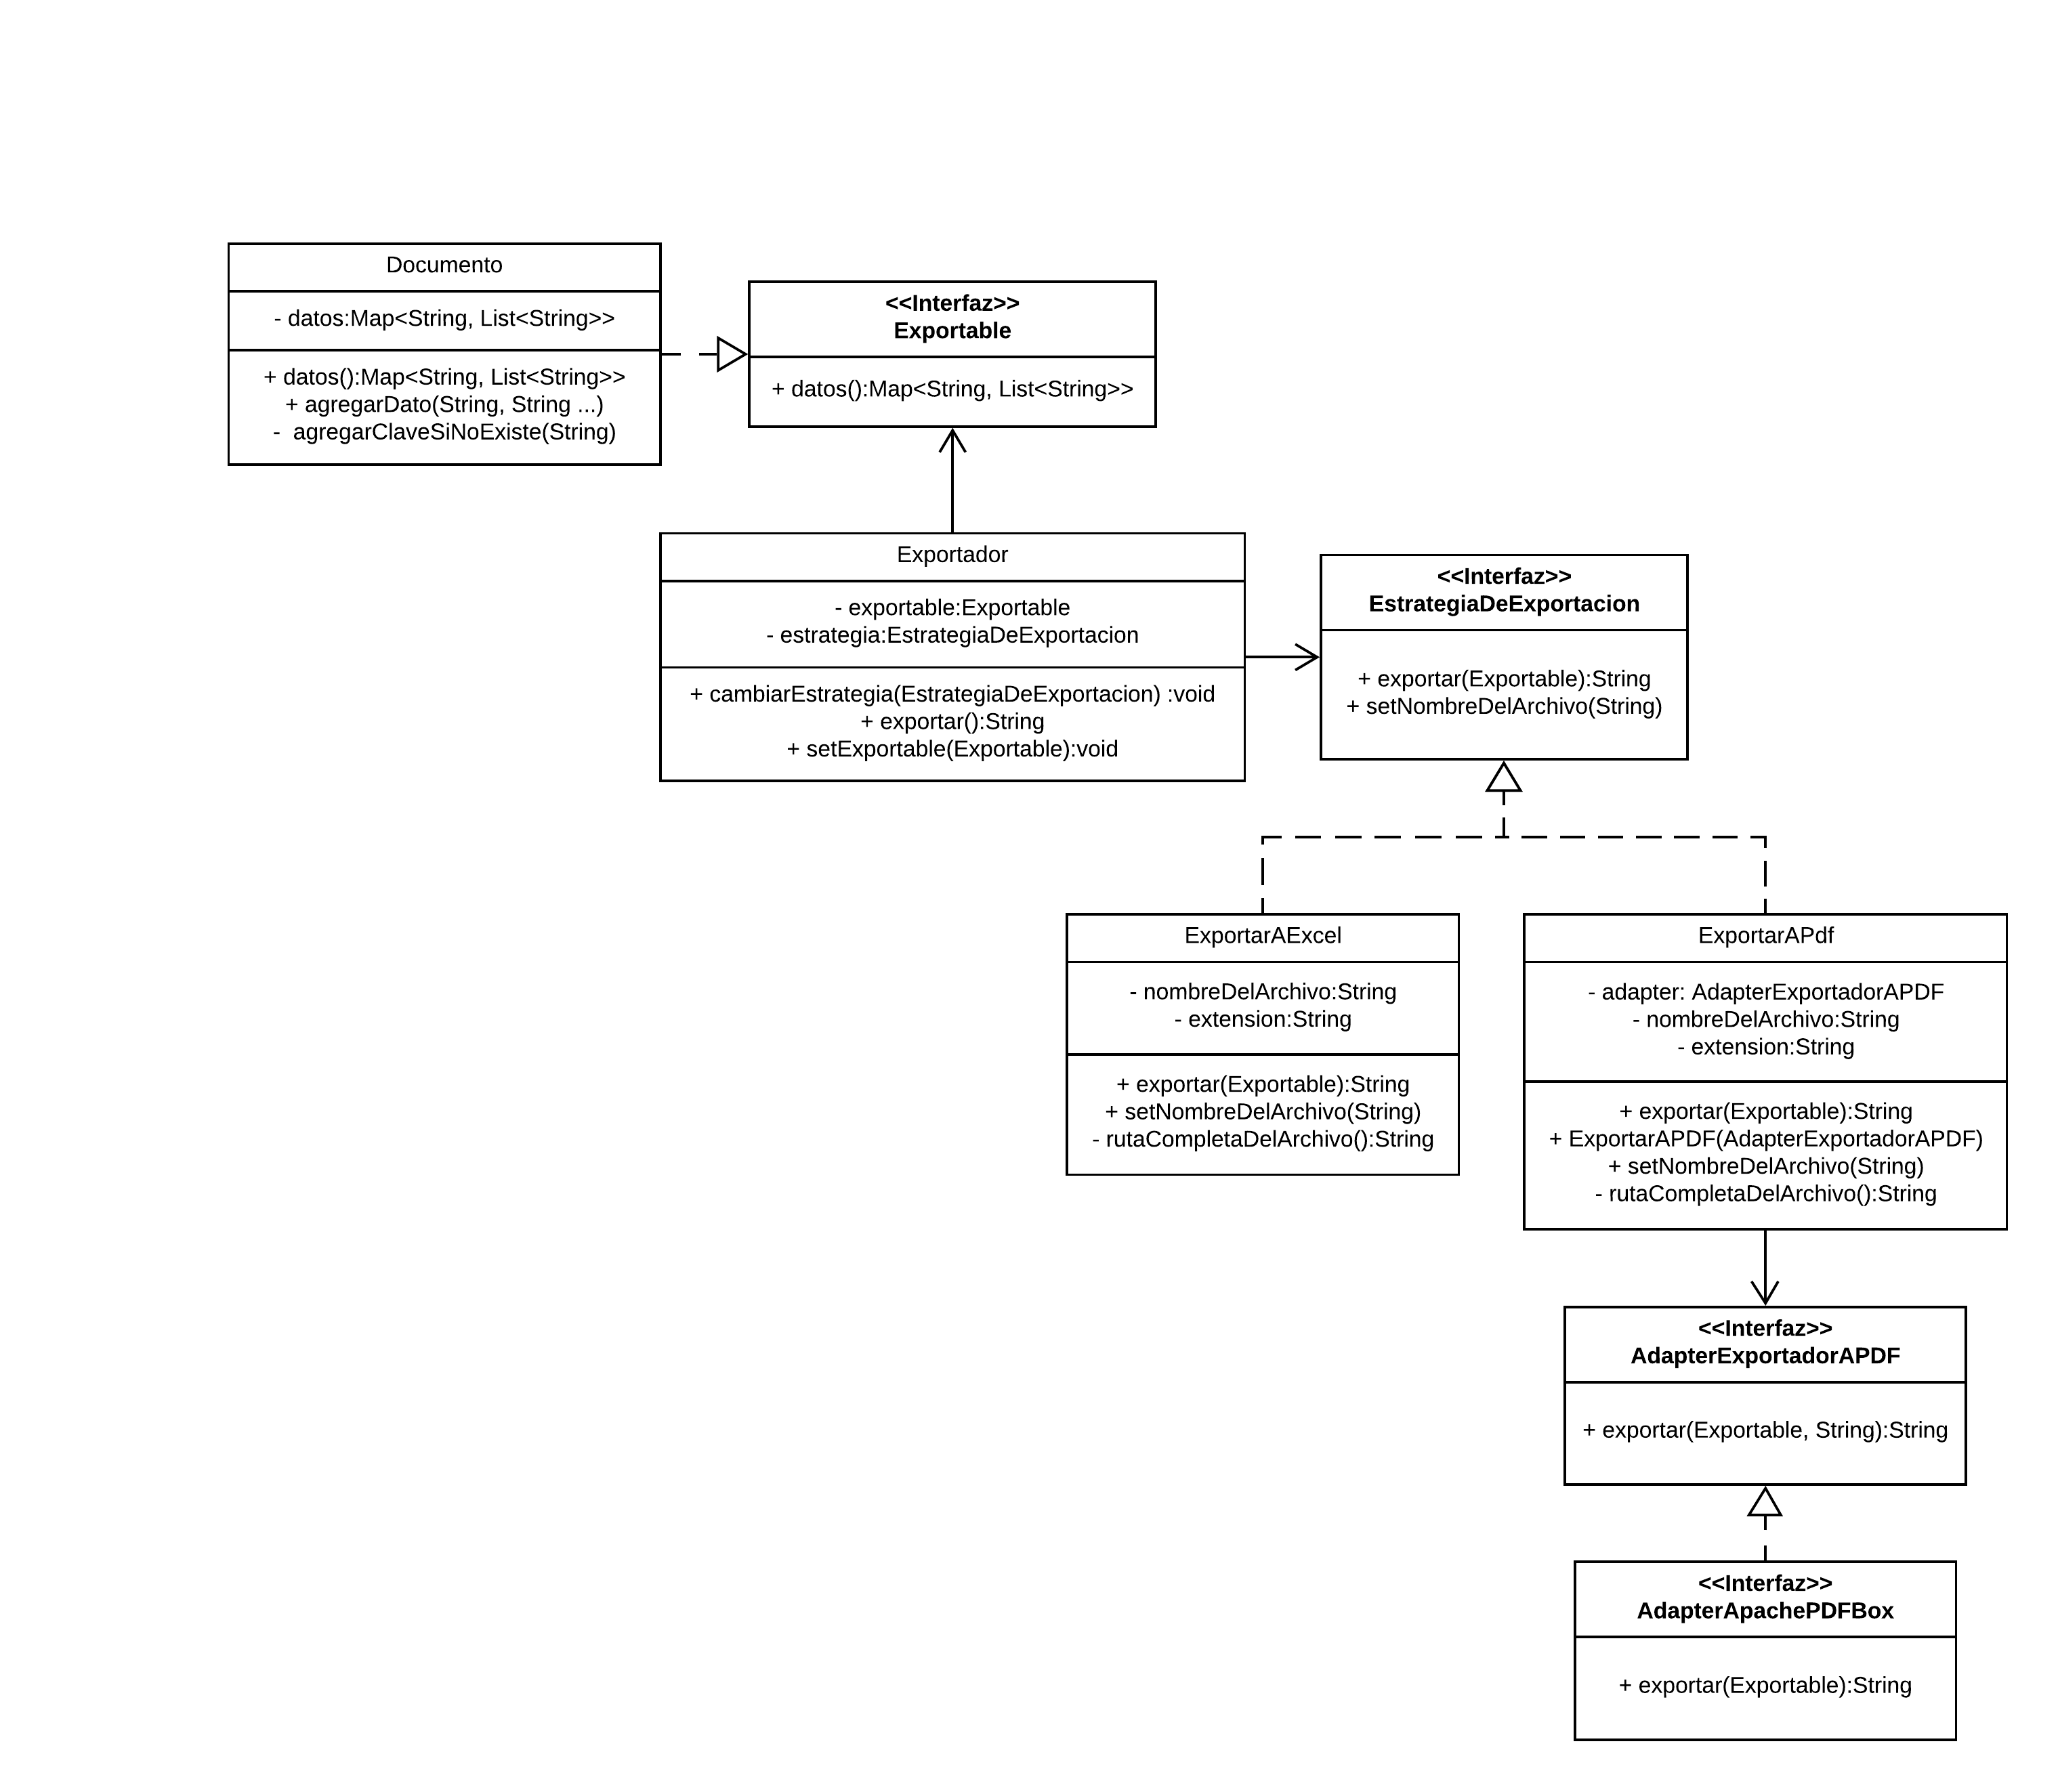 Documento
- datos:Map<String, List<String>>
+ datos():Map<String, List<String>>
+ agregarDato(String, String ...)
-  agregarClaveSiNoExiste(String)
<<Interfaz>>
Exportable
+ datos():Map<String, List<String>>
Exportador
- exportable:Exportable
- estrategia:EstrategiaDeExportacion
+ cambiarEstrategia(EstrategiaDeExportacion) :void
+ exportar():String
+ setExportable(Exportable):void
<<Interfaz>>
EstrategiaDeExportacion
+ exportar(Exportable):String
+ setNombreDelArchivo(String)
ExportarAExcel
- nombreDelArchivo:String
- extension:String
+ exportar(Exportable):String
+ setNombreDelArchivo(String)
- rutaCompletaDelArchivo():String
ExportarAPdf
- adapter: AdapterExportadorAPDF
- nombreDelArchivo:String
- extension:String
+ exportar(Exportable):String
+ ExportarAPDF(AdapterExportadorAPDF)
+ setNombreDelArchivo(String)
- rutaCompletaDelArchivo():String
<<Interfaz>>
AdapterExportadorAPDF
+ exportar(Exportable, String):String
<<Interfaz>>
AdapterApachePDFBox
+ exportar(Exportable):String